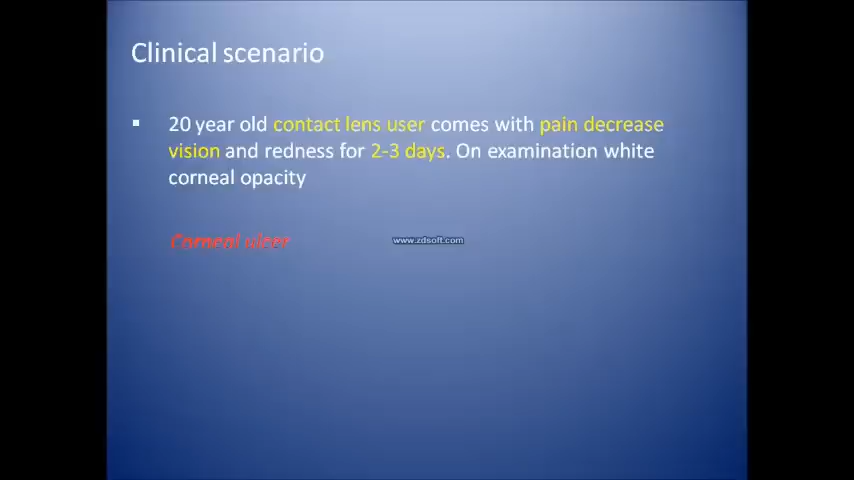 Clinical scenario
▪ 20 year old contact lens user comes with pain decrease
vision and redness for 2-3 days. On examination white
corneal opacity
Corneal ulcer
www.zdsoft.com